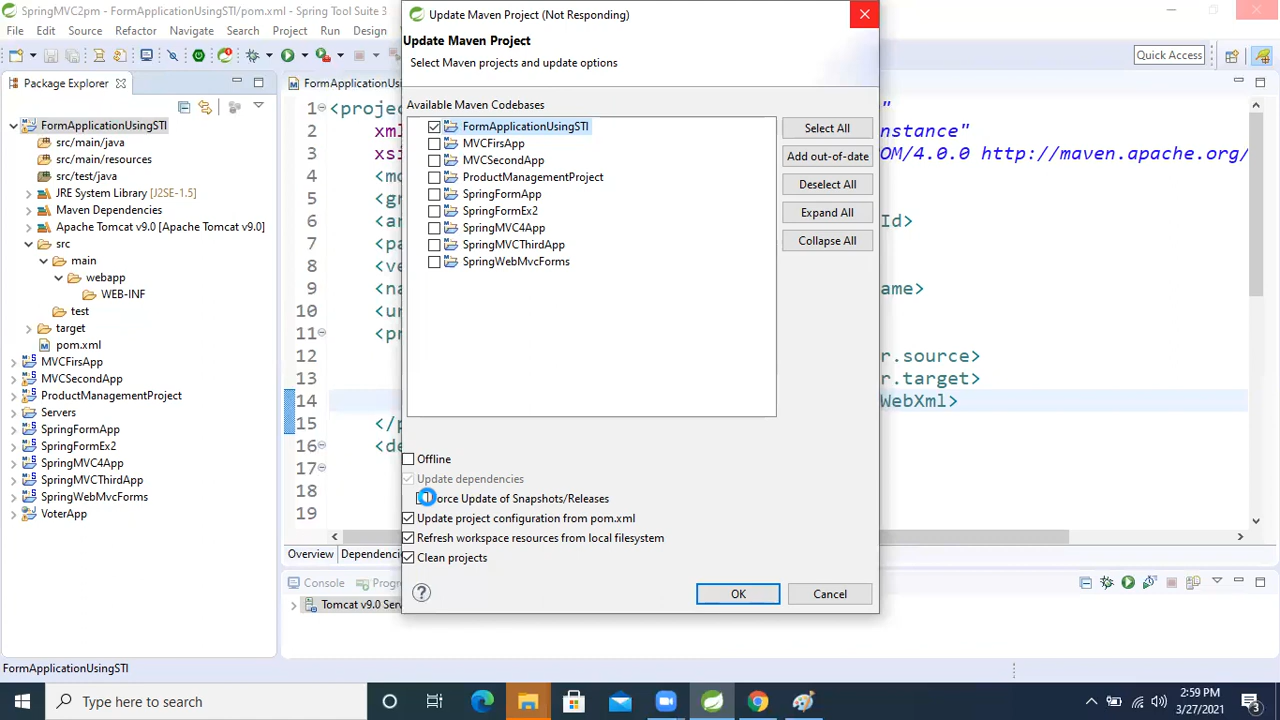 SpringMVC2pm - FormApplicationUsingSTI/pom.xml - Spring Tool Suite 3
File Edit Source Refactor Navigate Search Project Run Design
Quick Access
Package Explorer
FormApplicationUsingSTI
src/main/java
src/main/resources
src/test/java
JRE System Library [J2SE-1.5]
Maven Dependencies
Apache Tomcat v9.0 [Apache Tomcat v9.0]
src
main
webapp
WEB-INF
test
target
pom.xml
MVCFirsApp
MVCSecondApp
ProductManagementProject
Servers
SpringFormApp
SpringFormEx2
SpringMVC4App
SpringMVCThirdApp
SpringWebMvcForms
VoterApp
FormApplicationUsingSTI
Update Maven Project (Not Responding)
Update Maven Project
Select Maven projects and update options
Available Maven Codebases
FormApplicationUsingSTI
MVCFirsApp
MVCSecondApp
ProductManagementProject
SpringFormApp
SpringFormEx2
SpringMVC4App
SpringMVCThirdApp
SpringWebMvcForms
Select All
Add out-of-date
Deselect All
Expand All
Collapse All
Offline
Update dependencies
orce Update of Snapshots/Releases
Update project configuration from pom.xml
Refresh workspace resources from local filesystem
Clean projects
OK Cancel
FormApplicationUsin
1 <projec "
2 xml nstance"
3 xsi OM/4.0.0 http://maven.apache.org/
4 <mo
5 <gr
6 <ar Id>
7 <pa
8 <ve
9 <na ame>
10 <ur
11 <pr
12 r.source>
13 r.target>
14 WebXml>
15 </p
16 <de
17
18
19
Overview Dependencie
Console Progre
Tomcat v9.0 Serv
Type here to search
2:59 PM
3/27/2021
3